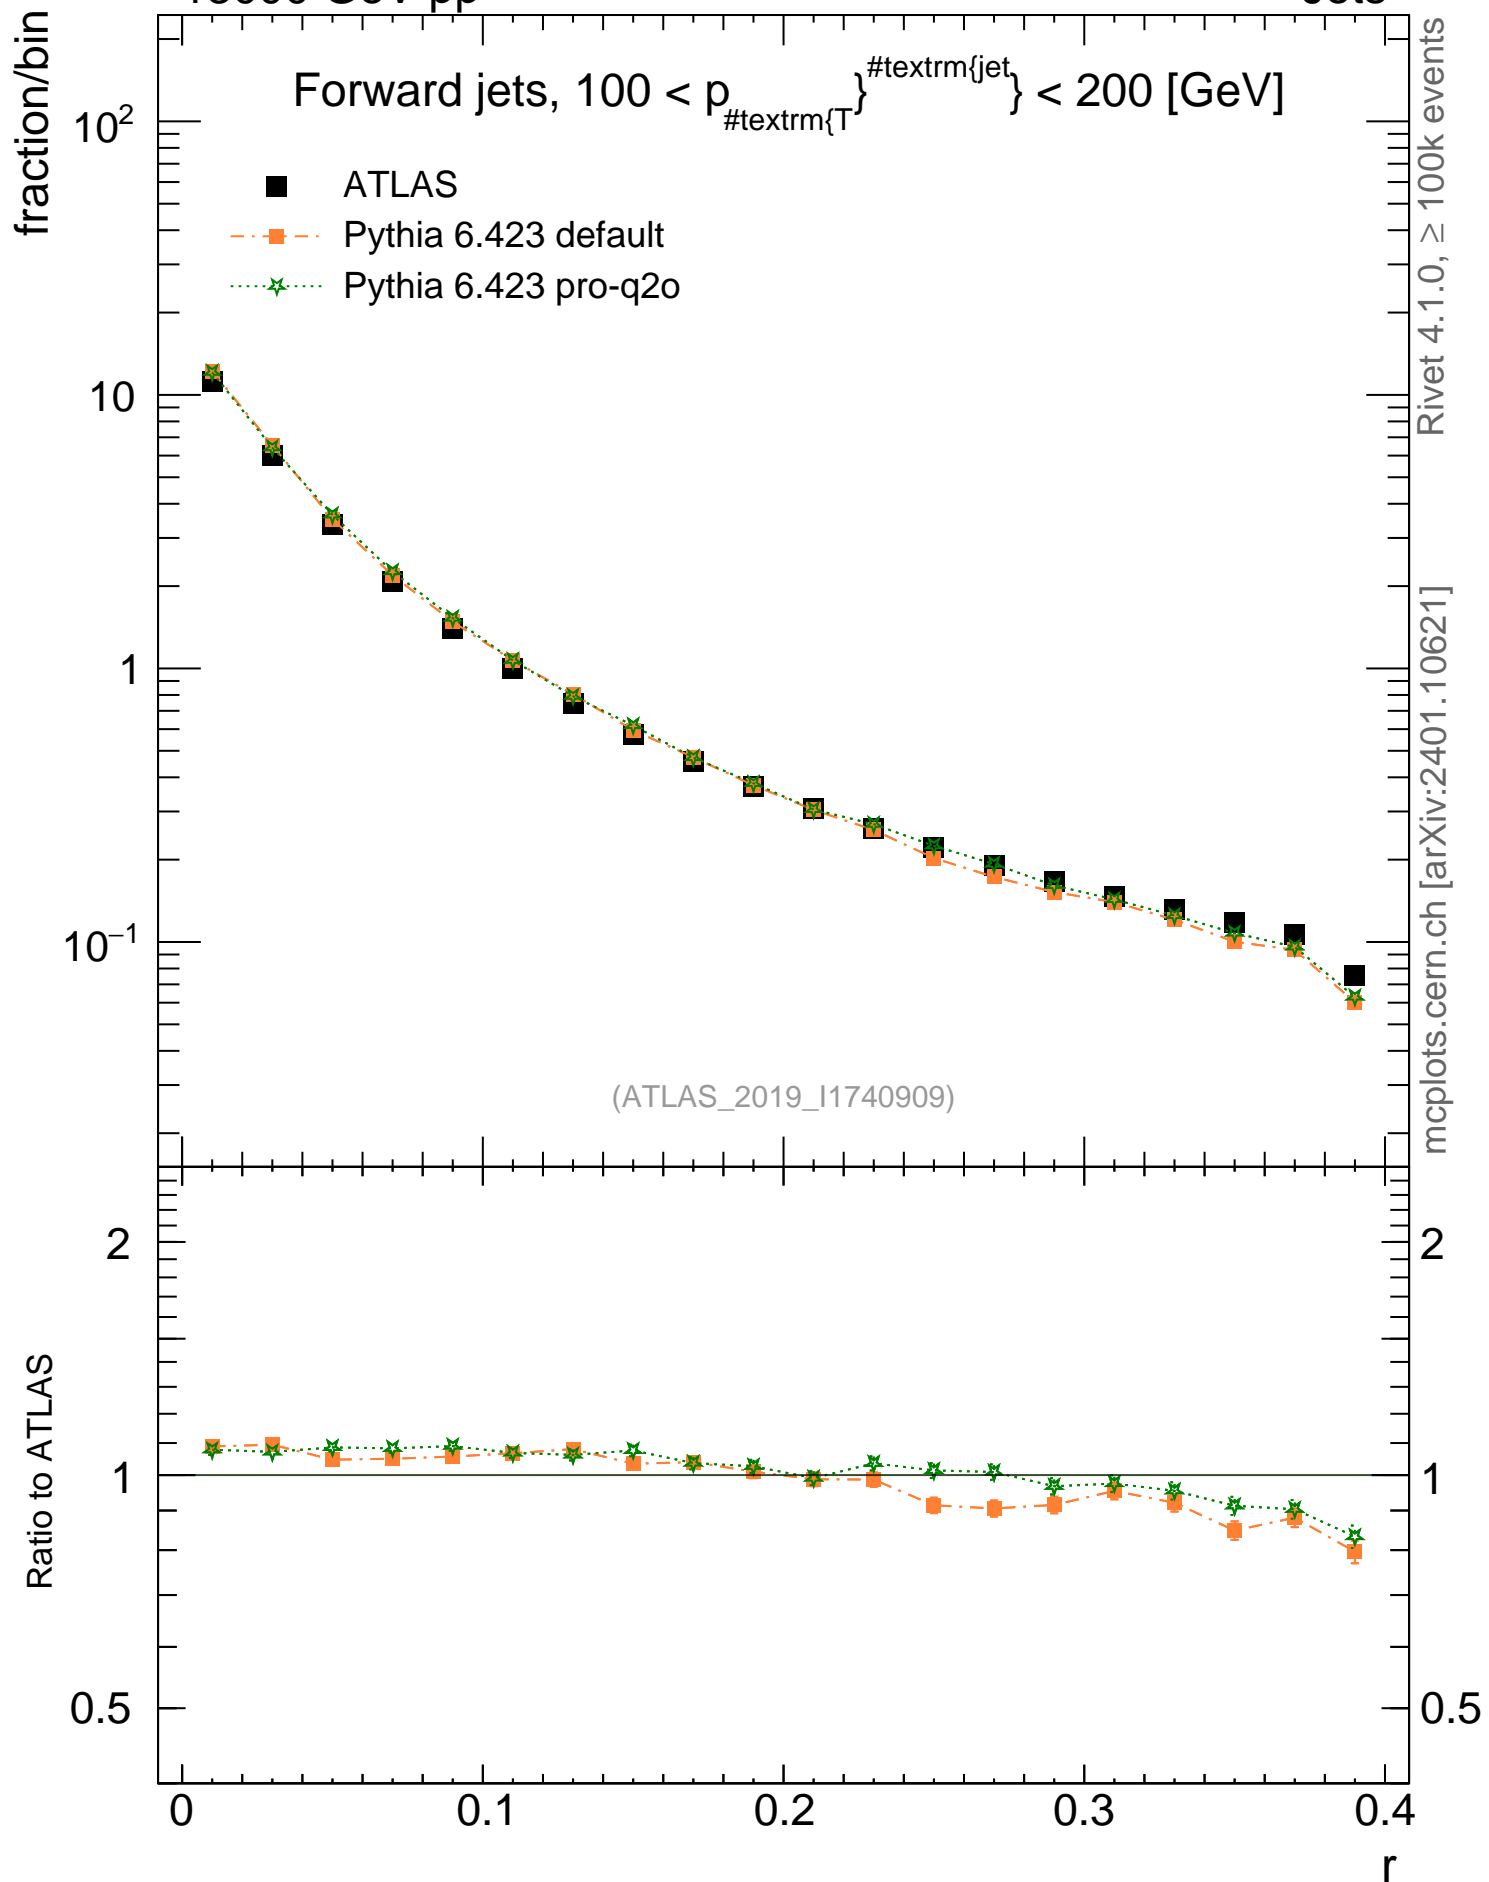 Forward jets, 100 < p_{#textrm{T}}^{#textrm{jet}} < 200 [GeV]
fraction/bin
ATLAS
Pythia 6.423 default
Pythia 6.423 pro-q2o
10²
10
1
10⁻¹
(ATLAS_2019_I1740909)
Rivet 4.1.0, ≥ 100k events
mcplots.cern.ch [arXiv:2401.10621]
Ratio to ATLAS
2
1
0.5
2
1
0.5
0
0.1
0.2
0.3
0.4
r